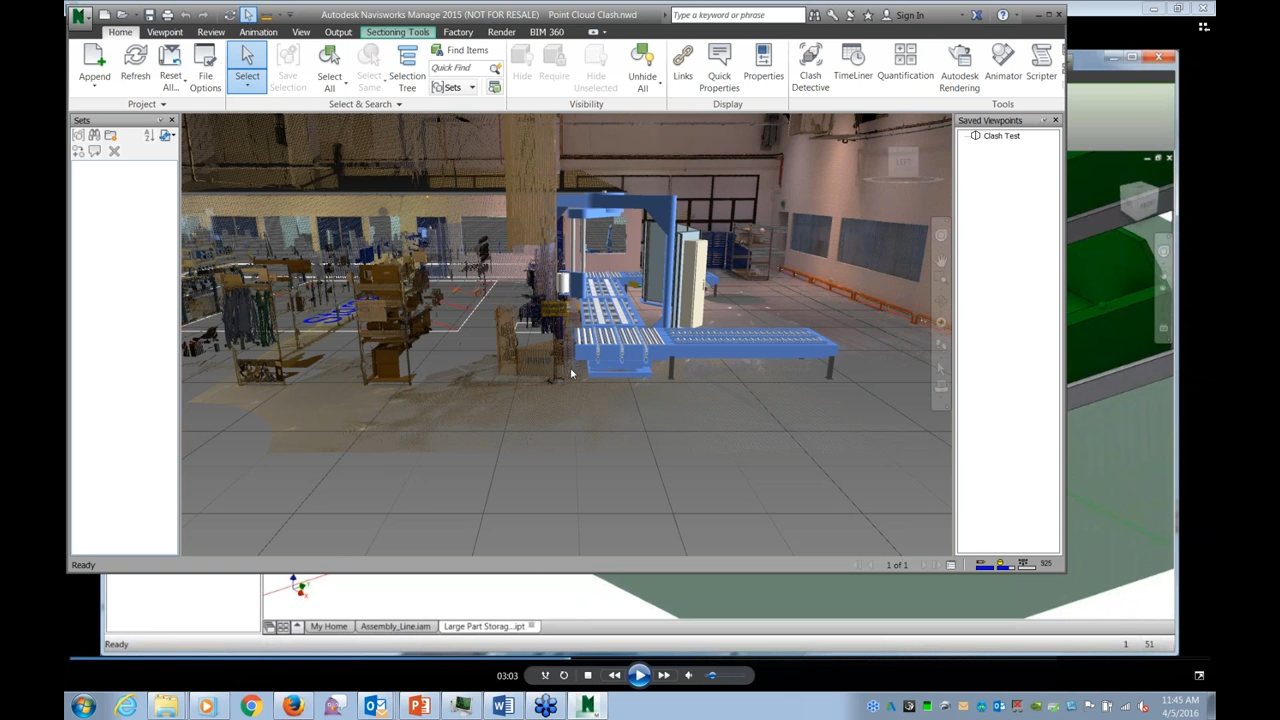 Autodesk Navisworks Manage 2015 (NOT FOR RESALE) Point Cloud Clash.nwd
Type a keyword or phrase
Sign In
Home Viewpoint Review Animation View Output Sectioning Tools Factory Render BIM 360
Append
Refresh
Reset All...
File Options
Select
Save Selection
Select All
Select Same
Selection Tree
Find Items
Quick Find
Sets
Hide
Require
Hide Unselected
Unhide All
Links
Quick Properties
Properties
Clash Detective
TimeLiner
Quantification
Autodesk Rendering
Animator
Scripter
Project
Select & Search
Visibility
Display
Tools
Sets
Saved Viewpoints
Clash Test
LEFT
Ready
1 of 1
925
My Home
Assembly_Line.iam
Large Part Storag...ipt
Ready
1
51
03:03
11:45 AM
4/5/2016